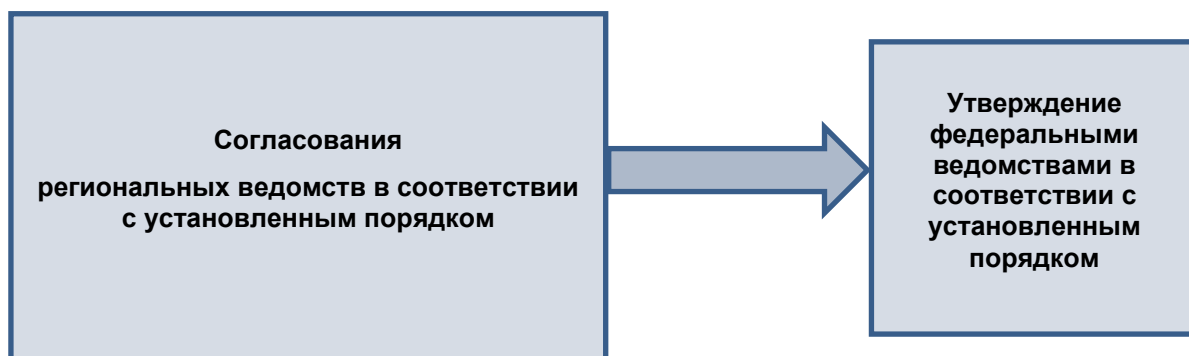 Согласования
региональных ведомств в соответствии
с установленным порядком
Утверждение
федеральными
ведомствами в
соответствии с
установленным
порядком